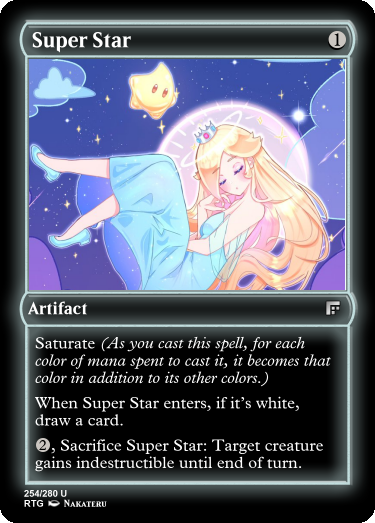 Super Star 1
Artifact
Saturate (As you cast this spell, for each
color of mana spent to cast it, it becomes that
color in addition to its other colors.)
When Super Star enters, if it's white,
draw a card.
2, Sacrifice Super Star: Target creature
gains indestructible until end of turn.
254/280 U
RTG Nakateru